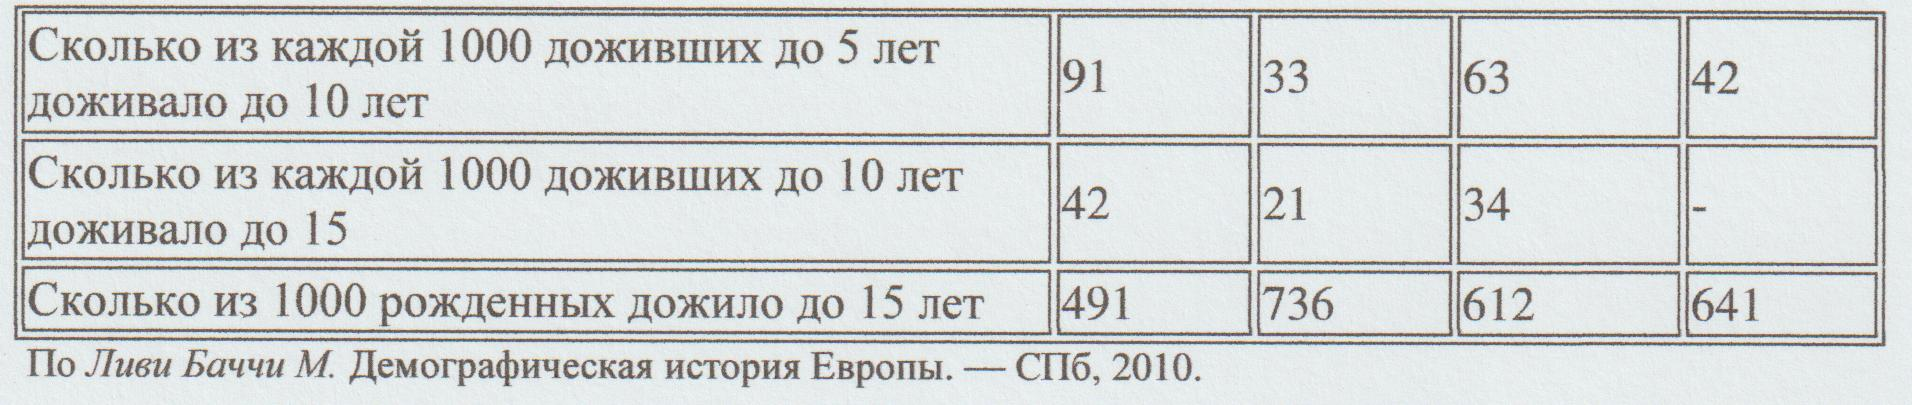 Сколько из каждой 1000 доживших до 5 лет
доживало до 10 лет
91 33 63 42
Сколько из каждой 1000 доживших до 10 лет
доживало до 15
42 21 34 -
Сколько из 1000 рожденных дожило до 15 лет 491 736 612 641
По Ливи Баччи М. Демографическая история Европы. — СПб, 2010.